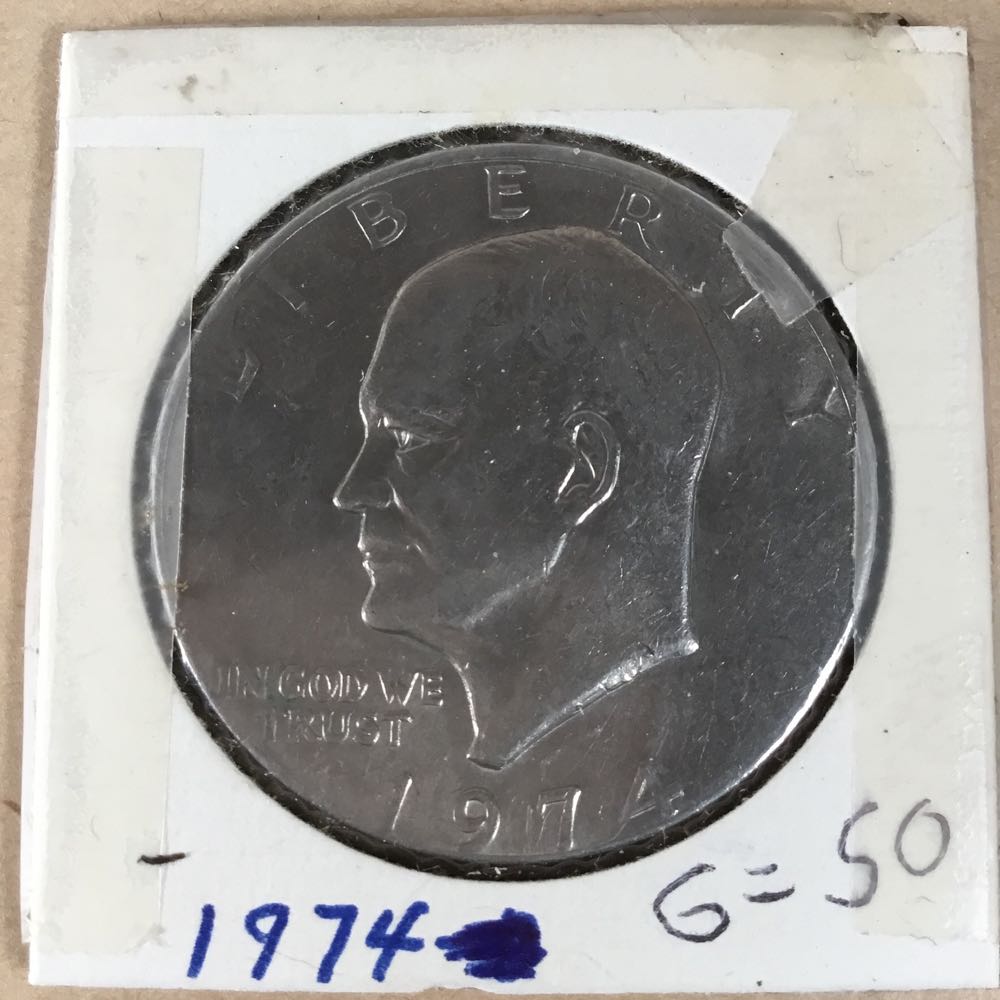 LIBERTY
IN GOD WE
TRUST
1974
G=50
1974